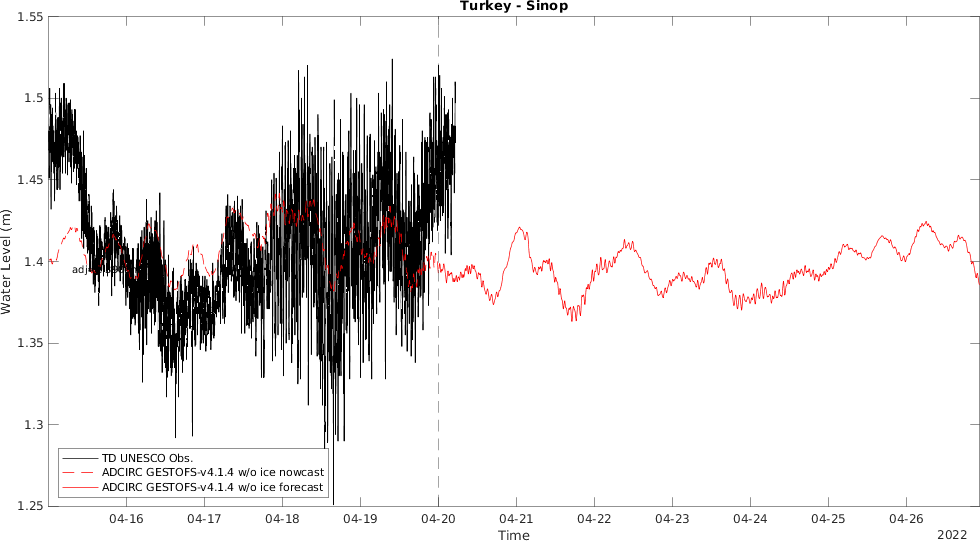 Turkey - Sinop
1.55
1.5
1.45
1.4
1.35
1.3
1.25
Water Level (m)
TD UNESCO Obs.
ADCIRC GESTOFS-v4.1.4 w/o ice nowcast
ADCIRC GESTOFS-v4.1.4 w/o ice forecast
04-16 04-17 04-18 04-19 04-20 04-21 04-22 04-23 04-24 04-25 04-26
Time
2022